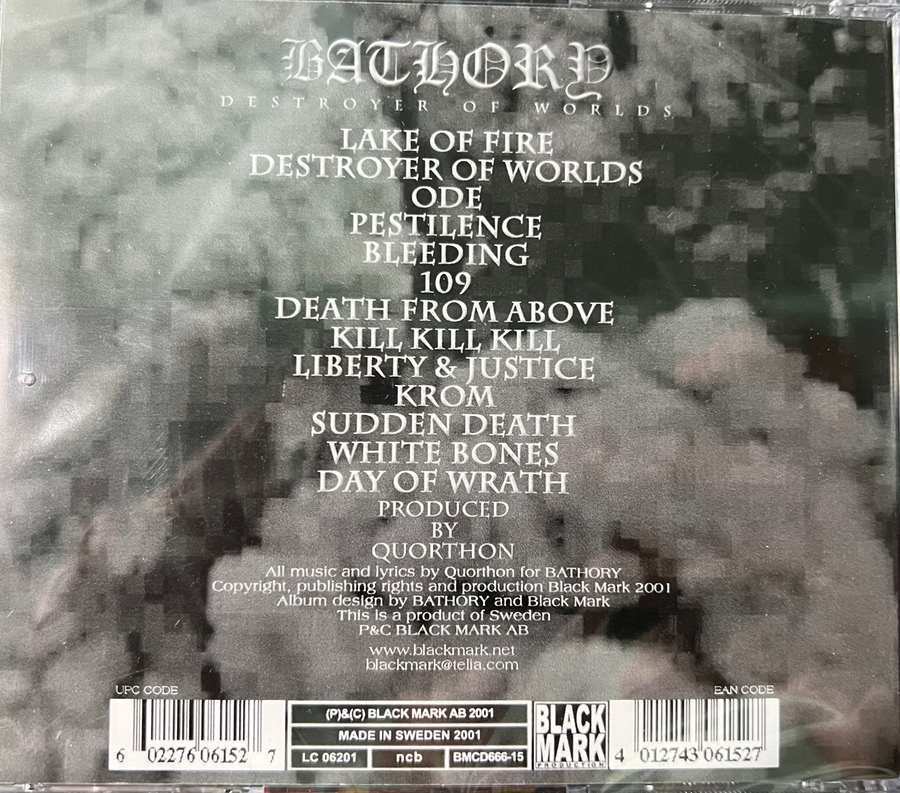 BATHORY
DESTROYER OF WORLDS
LAKE OF FIRE
DESTROYER OF WORLDS
ODE
PESTILENCE
BLEEDING
109
DEATH FROM ABOVE
KILL KILL KILL
LIBERTY & JUSTICE
KROM
SUDDEN DEATH
WHITE BONES
DAY OF WRATH
PRODUCED
BY
QUORTHON
All music and lyrics by Quorthon for BATHORY
Copyright, publishing rights and production Black Mark 2001
Album design by BATHORY and Black Mark
This is a product of Sweden
P&C BLACK MARK AB
www.blackmark.net
blackmark@telia.com
UPC CODE
6 02276 06152 7
(P)&(C) BLACK MARK AB 2001
MADE IN SWEDEN 2001
LC 06201 ncb BMCD666-15
BLACK
MARK
PRODUCTION
EAN CODE
4 012743 061527